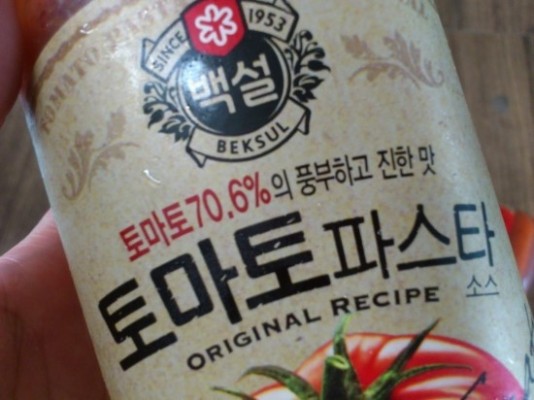 SINCE 1953
백설
BEKSUL
토마토70.6%의 풍부하고 진한 맛
토마토파스타
소스
ORIGINAL RECIPE